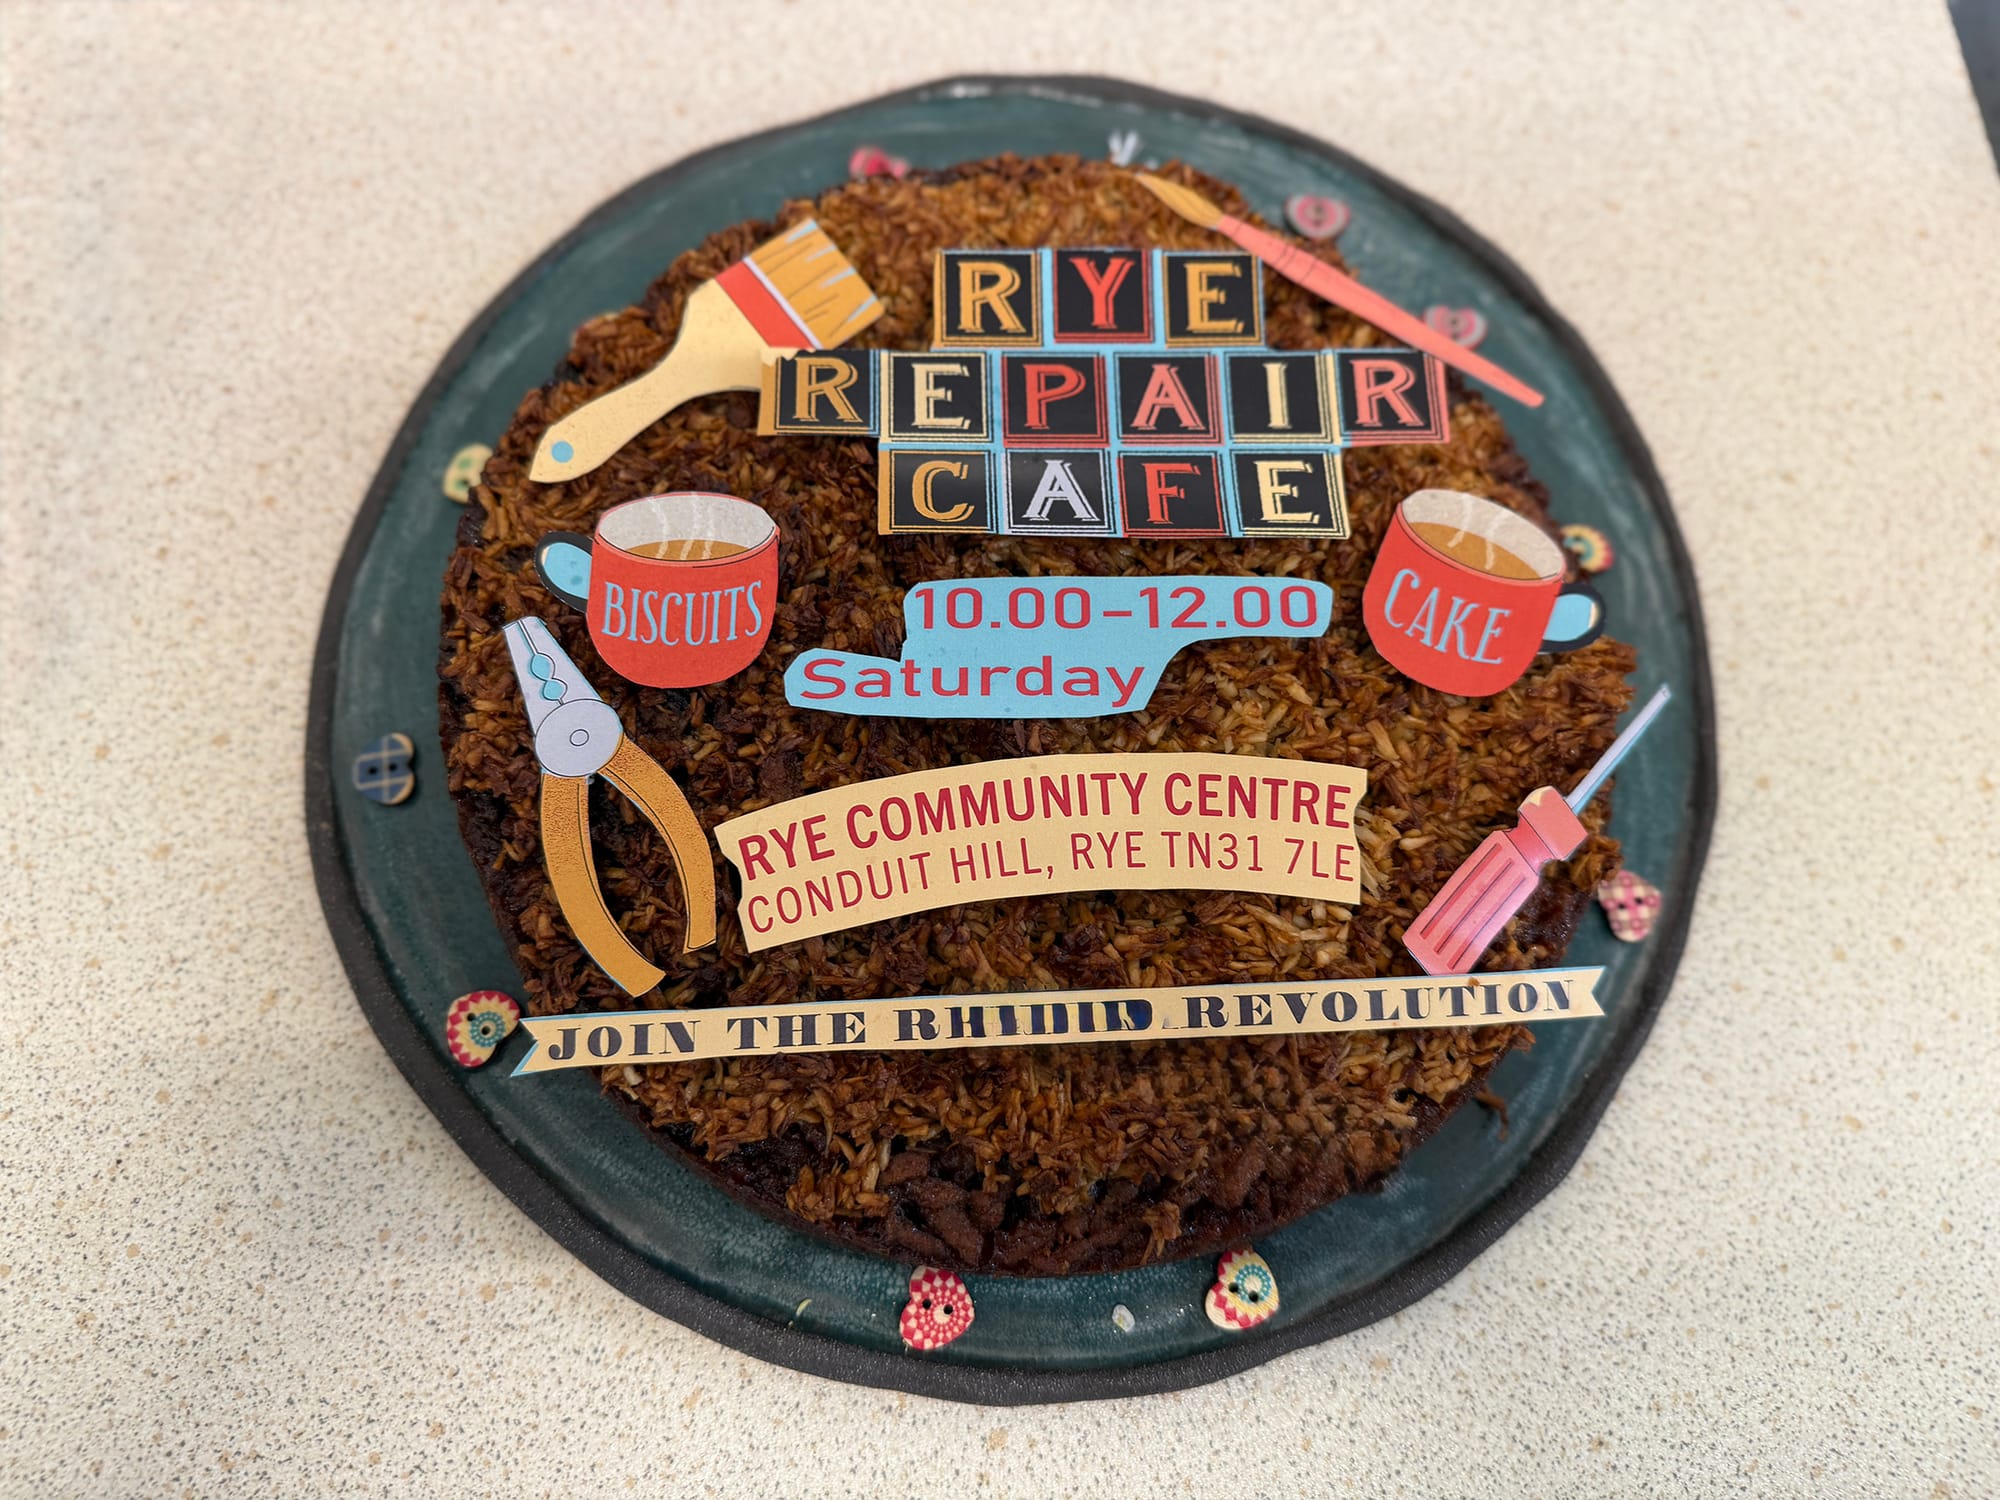 RYE
REPAIR
CAFE
BISCUITS
10.00–12.00
Saturday
CAKE
RYE COMMUNITY CENTRE
CONDUIT HILL, RYE TN31 7LE
JOIN THE REVOLUTION